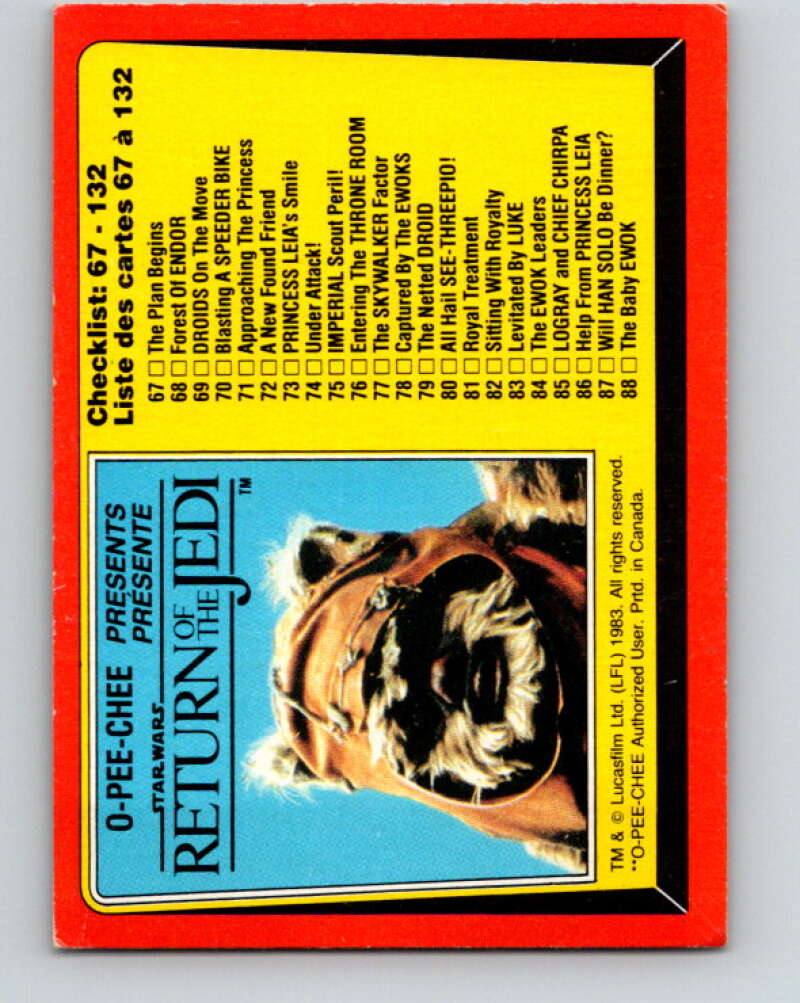 O-PEE-CHEE PRESENTS
PRÉSENTE
STAR WARS
RETURN OF THE JEDI
TM
Checklist: 67 - 132
Liste des cartes 67 à 132
67 The Plan Begins
68 Forest Of ENDOR
69 DROIDS On The Move
70 Blasting A SPEEDER BIKE
71 Approaching The Princess
72 A New Found Friend
73 PRINCESS LEIA's Smile
74 Under Attack!
75 IMPERIAL Scout Peril!
76 Entering The THRONE ROOM
77 The SKYWALKER Factor
78 Captured By The EWOKS
79 The Netted DROID
80 All Hail SEE-THREEPIO!
81 Royal Treatment
82 Sitting With Royalty
83 Levitated By LUKE
84 The EWOK Leaders
85 LOGRAY and CHIEF CHIRPA
86 Help From PRINCESS LEIA
87 Will HAN SOLO Be Dinner?
88 The Baby EWOK
TM & © Lucasfilm Ltd. (LFL) 1983. All rights reserved.
**O-PEE-CHEE Authorized User. Prtd. in Canada.